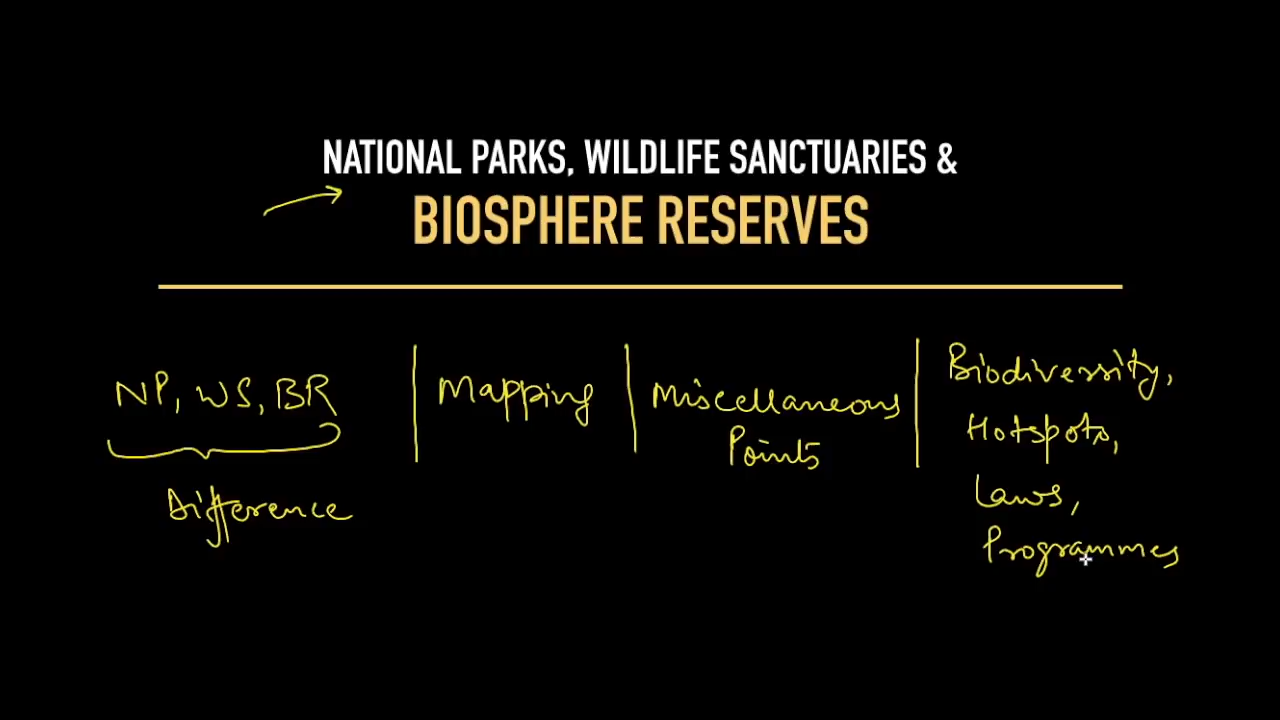 NATIONAL PARKS, WILDLIFE SANCTUARIES &
BIOSPHERE RESERVES
NP, WS, BR
Difference
Mapping
Miscellaneous
Points
Biodiversity,
Hotspots,
Laws,
Programmes